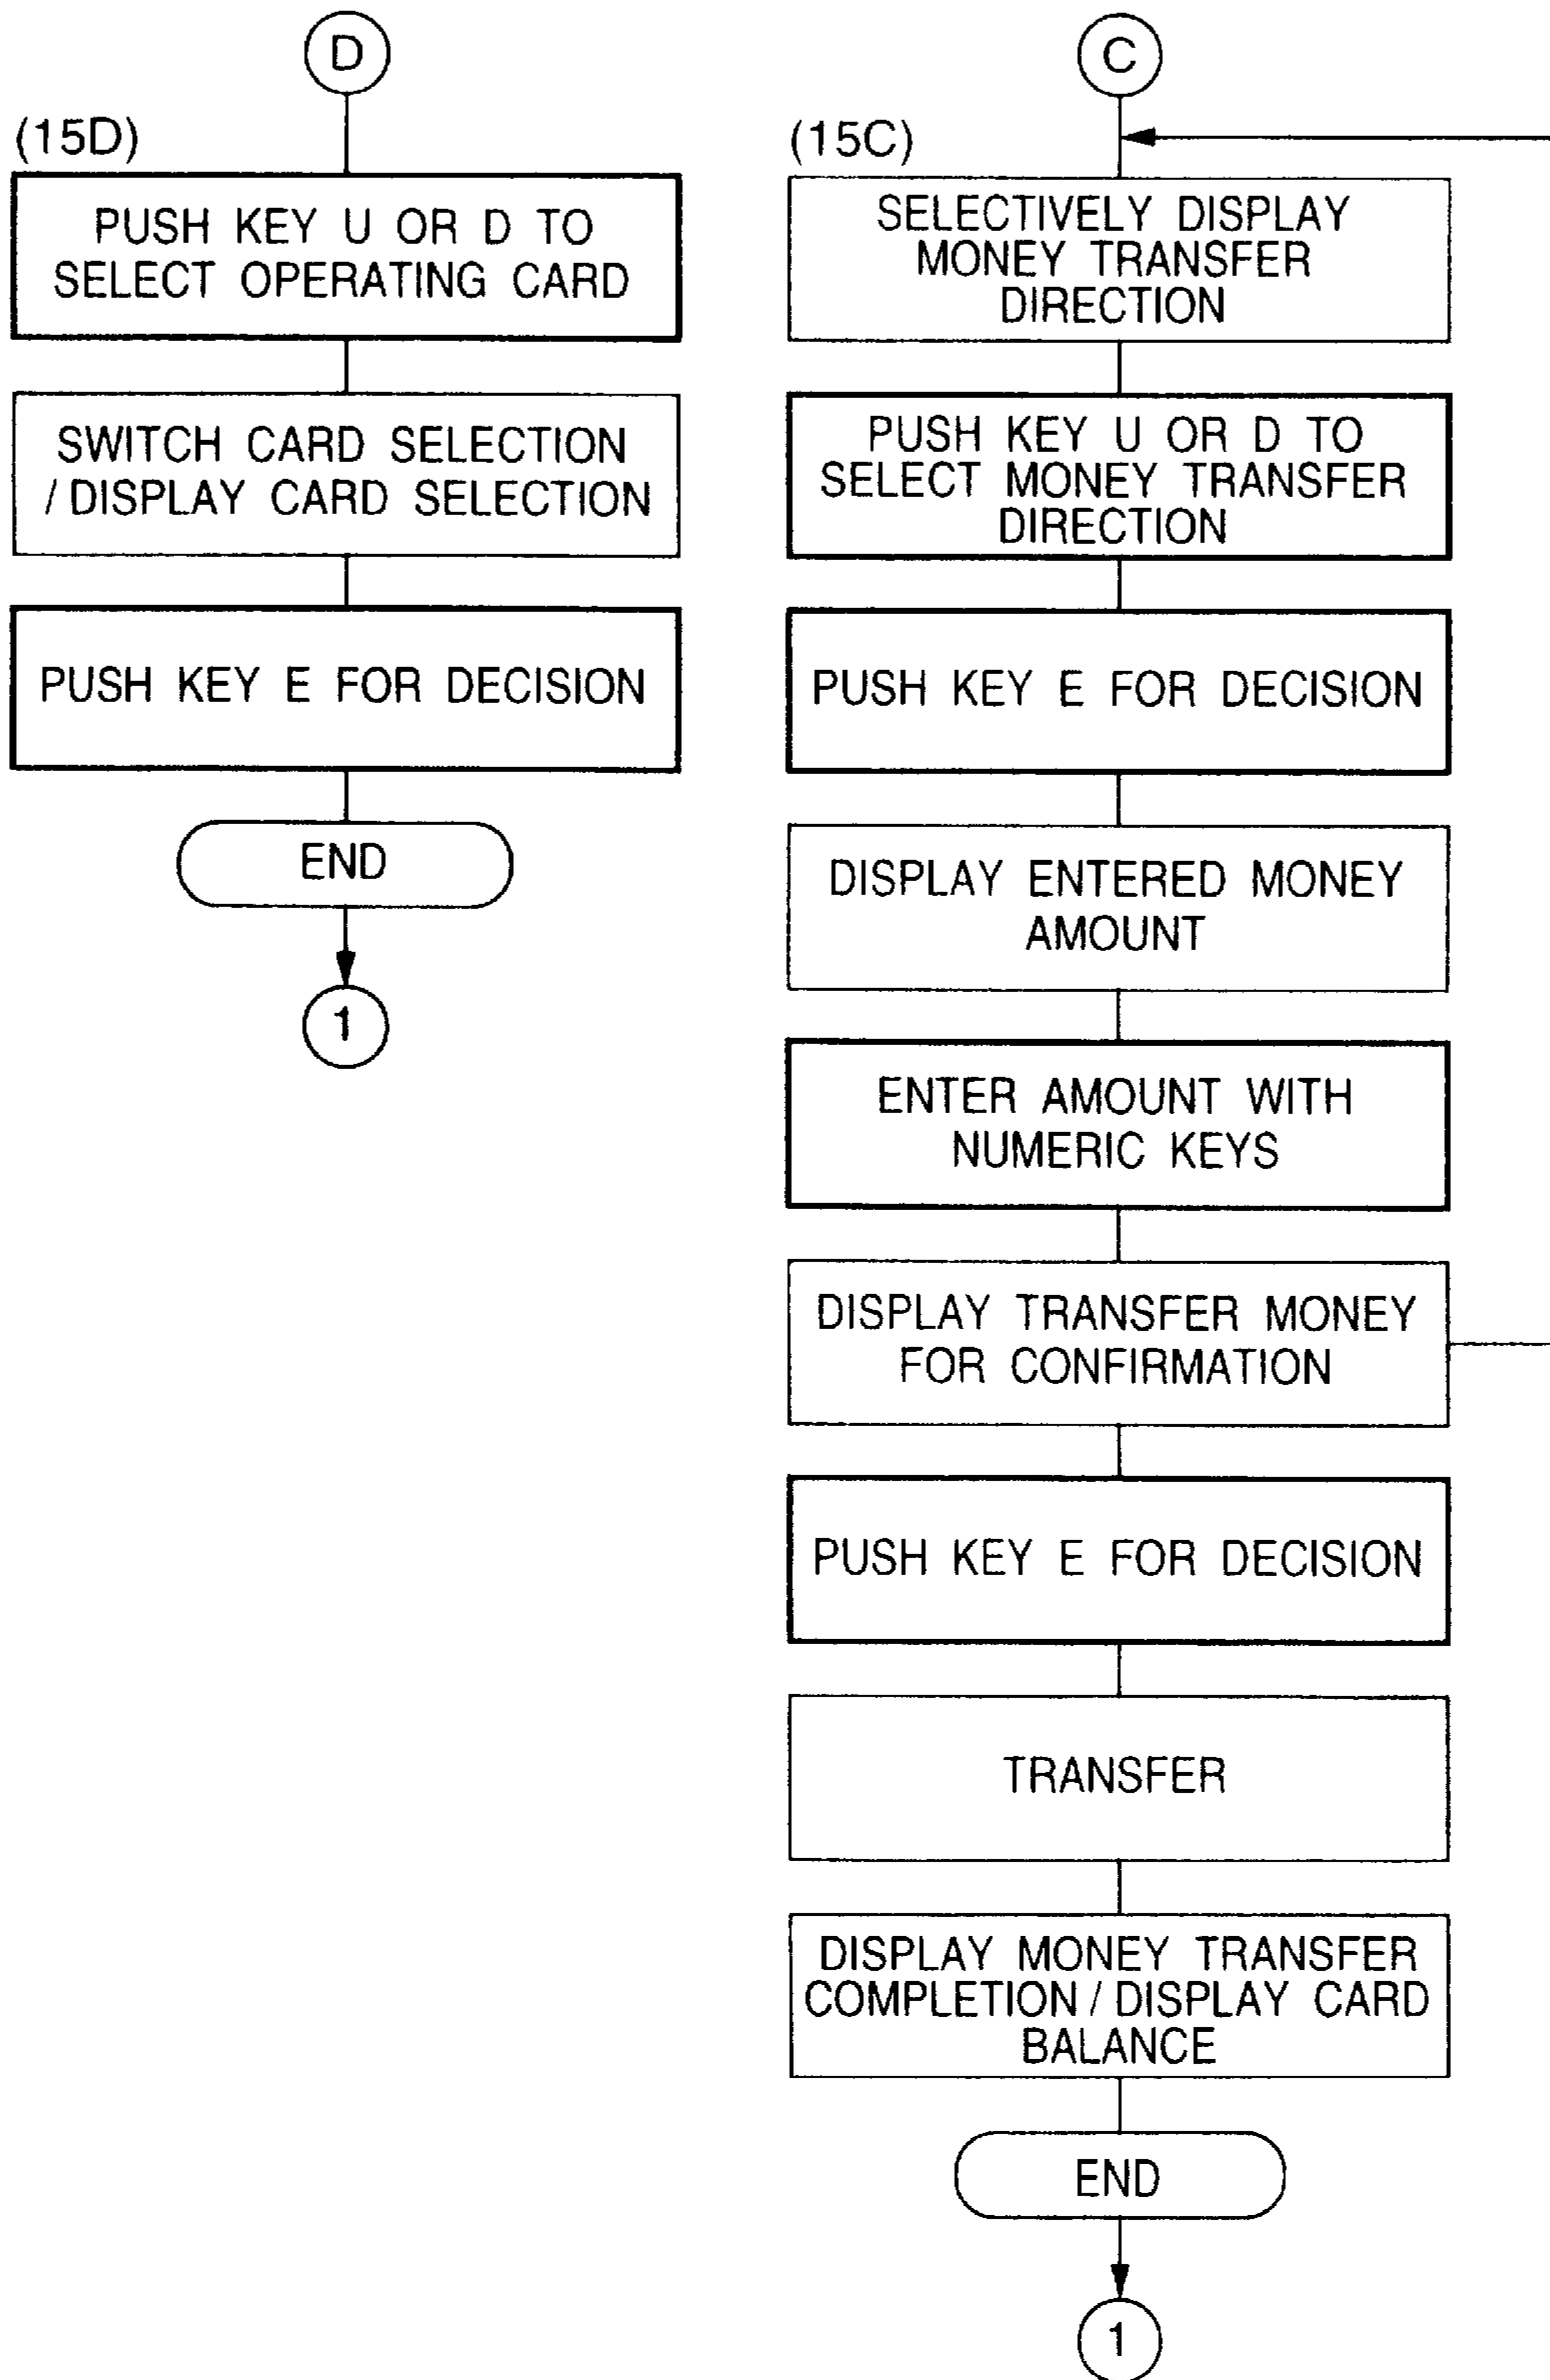 D
(15D)
PUSH KEY U OR D TO
SELECT OPERATING CARD
SWITCH CARD SELECTION
/ DISPLAY CARD SELECTION
PUSH KEY E FOR DECISION
END
1
C
(15C)
SELECTIVELY DISPLAY
MONEY TRANSFER
DIRECTION
PUSH KEY U OR D TO
SELECT MONEY TRANSFER
DIRECTION
PUSH KEY E FOR DECISION
DISPLAY ENTERED MONEY
AMOUNT
ENTER AMOUNT WITH
NUMERIC KEYS
DISPLAY TRANSFER MONEY
FOR CONFIRMATION
PUSH KEY E FOR DECISION
TRANSFER
DISPLAY MONEY TRANSFER
COMPLETION / DISPLAY CARD
BALANCE
END
1